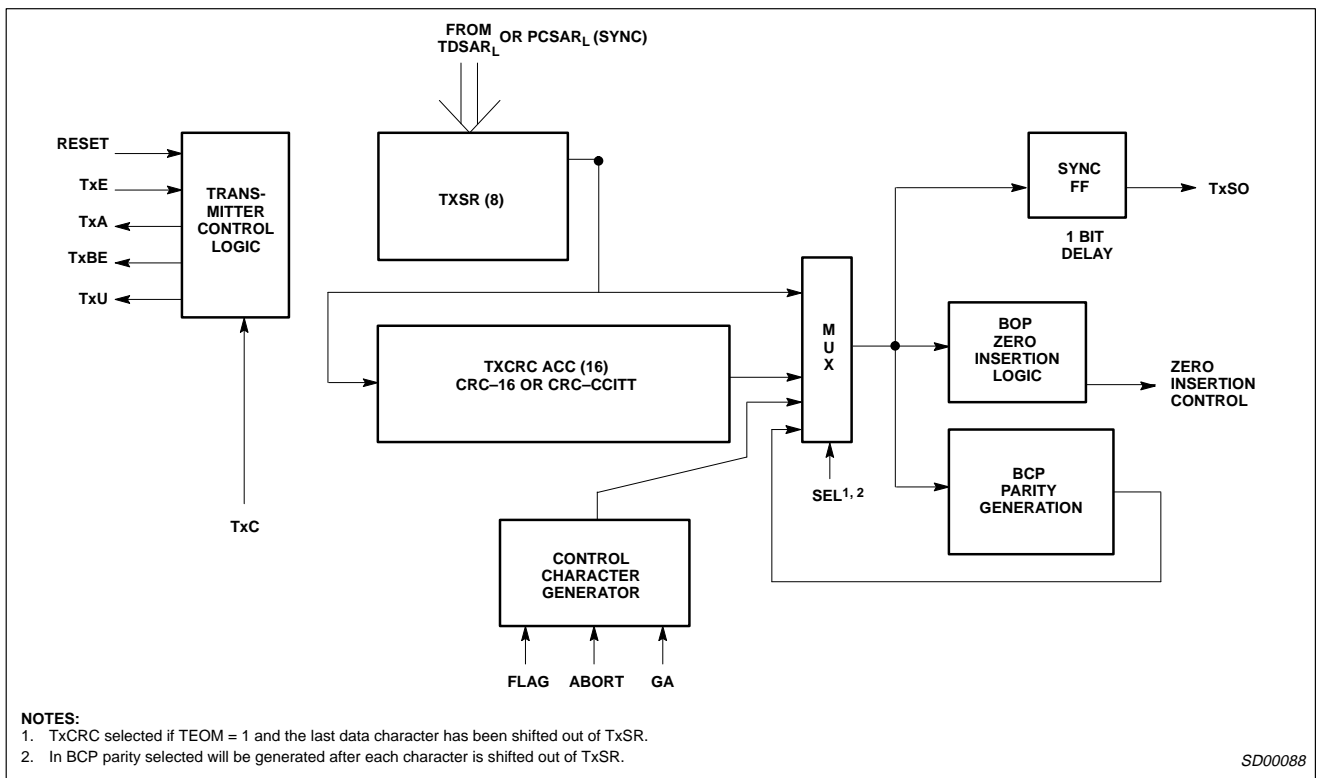 FROM
TDSARL OR PCSARL (SYNC)
RESET
TxE
TxA
TxBE
TxU
TRANS-
MITTER
CONTROL
LOGIC
TxC
TXSR (8)
TXCRC ACC (16)
CRC–16 OR CRC–CCITT
M
U
X
SEL1, 2
SYNC
FF
1 BIT
DELAY
TxSO
BOP
ZERO
INSERTION
LOGIC
ZERO
INSERTION
CONTROL
BCP
PARITY
GENERATION
CONTROL
CHARACTER
GENERATOR
FLAG ABORT GA
NOTES:
1. TxCRC selected if TEOM = 1 and the last data character has been shifted out of TxSR.
2. In BCP parity selected will be generated after each character is shifted out of TxSR.
SD00088